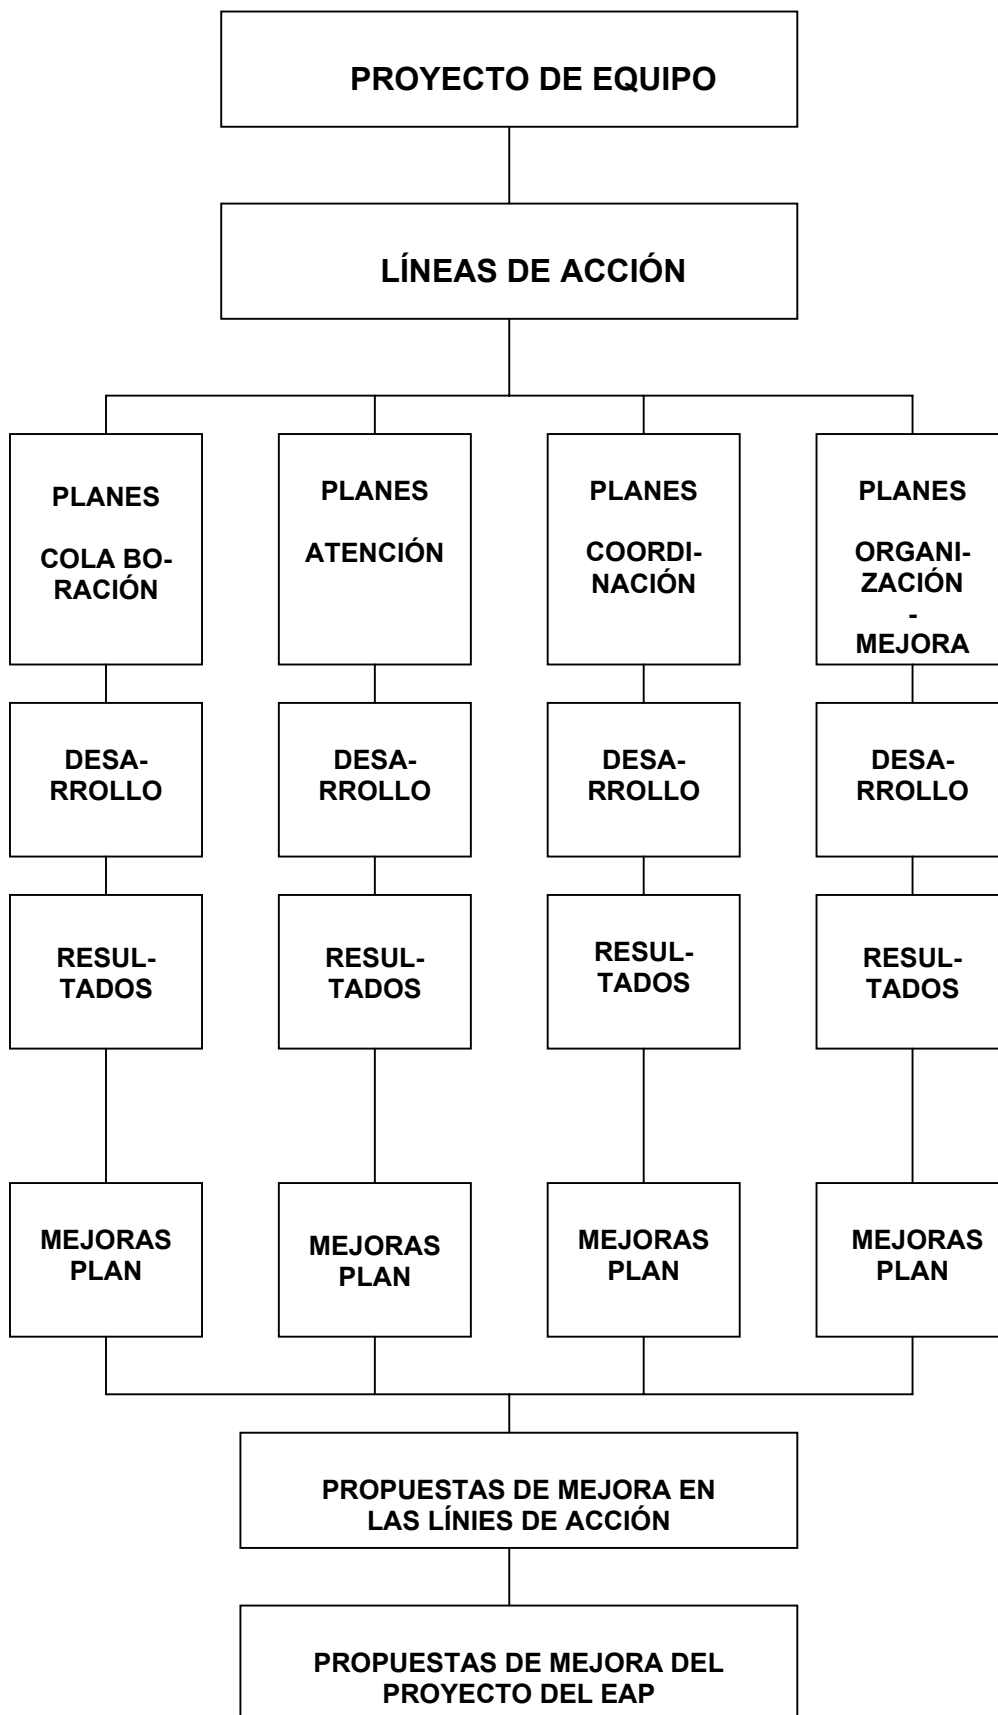 PROYECTO DE EQUIPO
LÍNEAS DE ACCIÓN
PLANES
COLA BO-
RACIÓN
PLANES
ATENCIÓN
PLANES
COORDI-
NACIÓN
PLANES
ORGANI-
ZACIÓN
-
MEJORA
DESA-
RROLLO
DESA-
RROLLO
DESA-
RROLLO
DESA-
RROLLO
RESUL-
TADOS
RESUL-
TADOS
RESUL-
TADOS
RESUL-
TADOS
MEJORAS
PLAN
MEJORAS
PLAN
MEJORAS
PLAN
MEJORAS
PLAN
PROPUESTAS DE MEJORA EN
LAS LÍNIES DE ACCIÓN
PROPUESTAS DE MEJORA DEL
PROYECTO DEL EAP